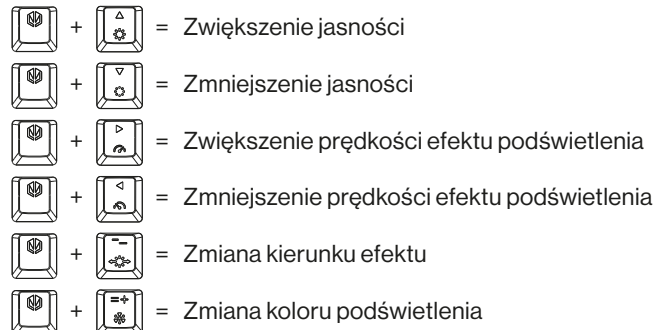 + = Zwiększenie jasności
+ = Zmniejszenie jasności
+ = Zwiększenie prędkości efektu podświetlenia
+ = Zmniejszenie prędkości efektu podświetlenia
+ = Zmiana kierunku efektu
+ = Zmiana koloru podświetlenia